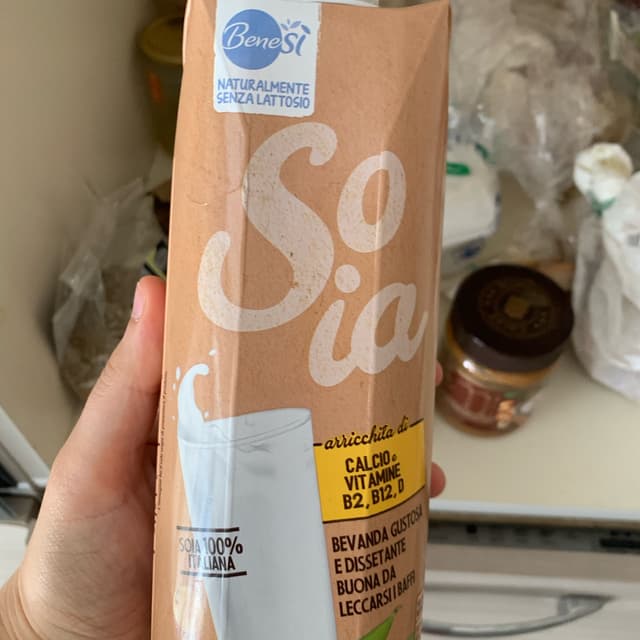 BeneSÌ
NATURALMENTE
SENZA LATTOSIO
So
ia
arricchita di
CALCIO e
VITAMINE
B2, B12, D
SOIA 100%
ITALIANA
BEVANDA GUSTOSA
E DISSETANTE
BUONA DA
LECCARSI I BAFFI